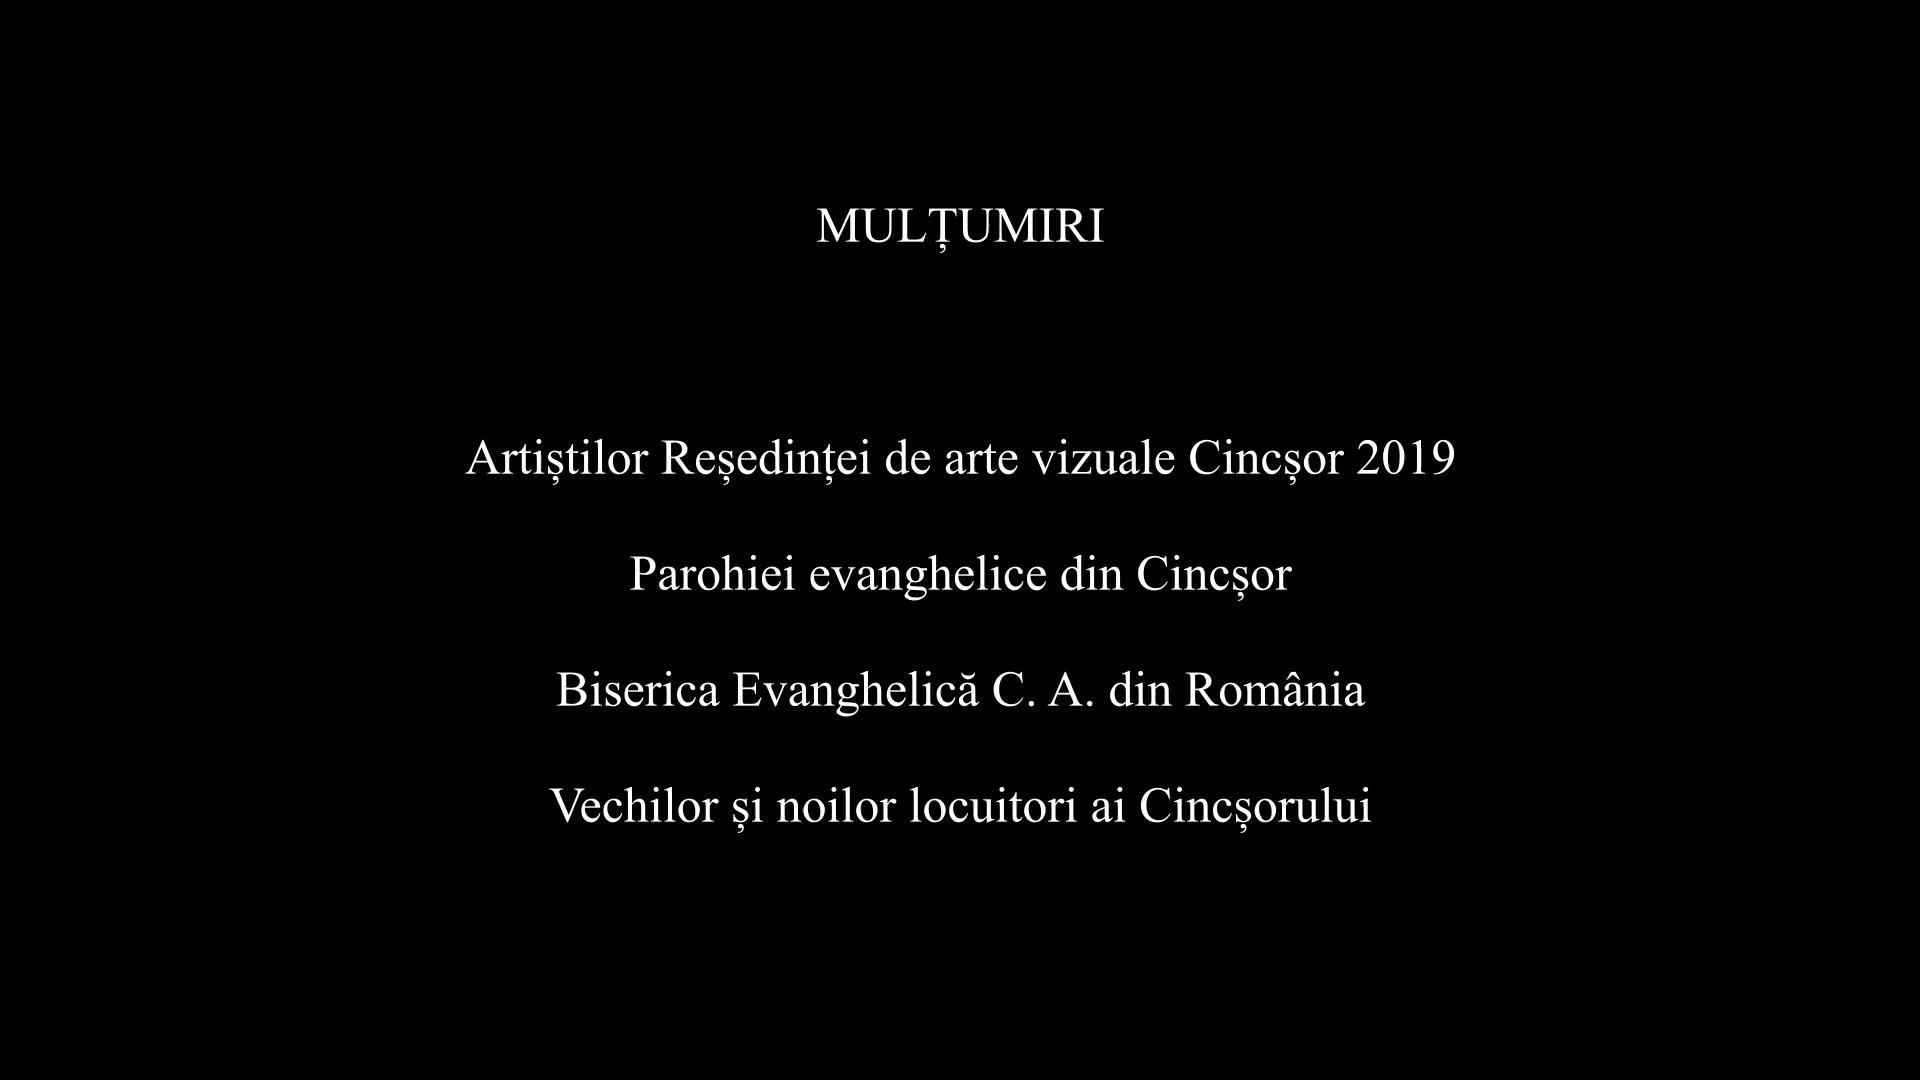 MULȚUMIRI
Artiștilor Reședinței de arte vizuale Cincșor 2019
Parohiei evanghelice din Cincșor
Biserica Evanghelică C. A. din România
Vechilor și noilor locuitori ai Cincșorului